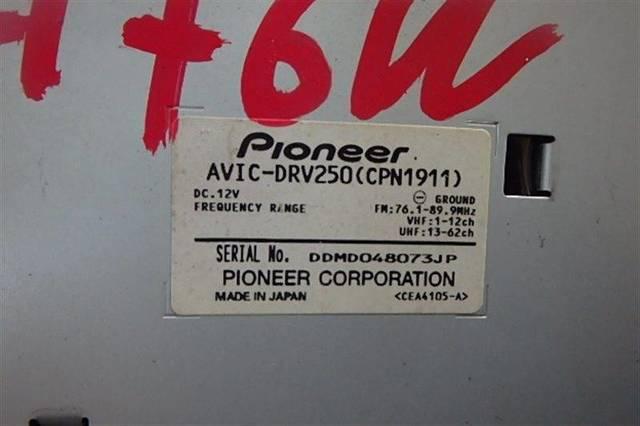 Pioneer
AVIC-DRV250(CPN1911)
DC.12V ⊖ GROUND
FREQUENCY RANGE FM:76.1-89.9MHz
VHF:1-12ch
UHF:13-62ch
SERIAL No. DDMD048073JP
PIONEER CORPORATION
MADE IN JAPAN <CEA4105-A>